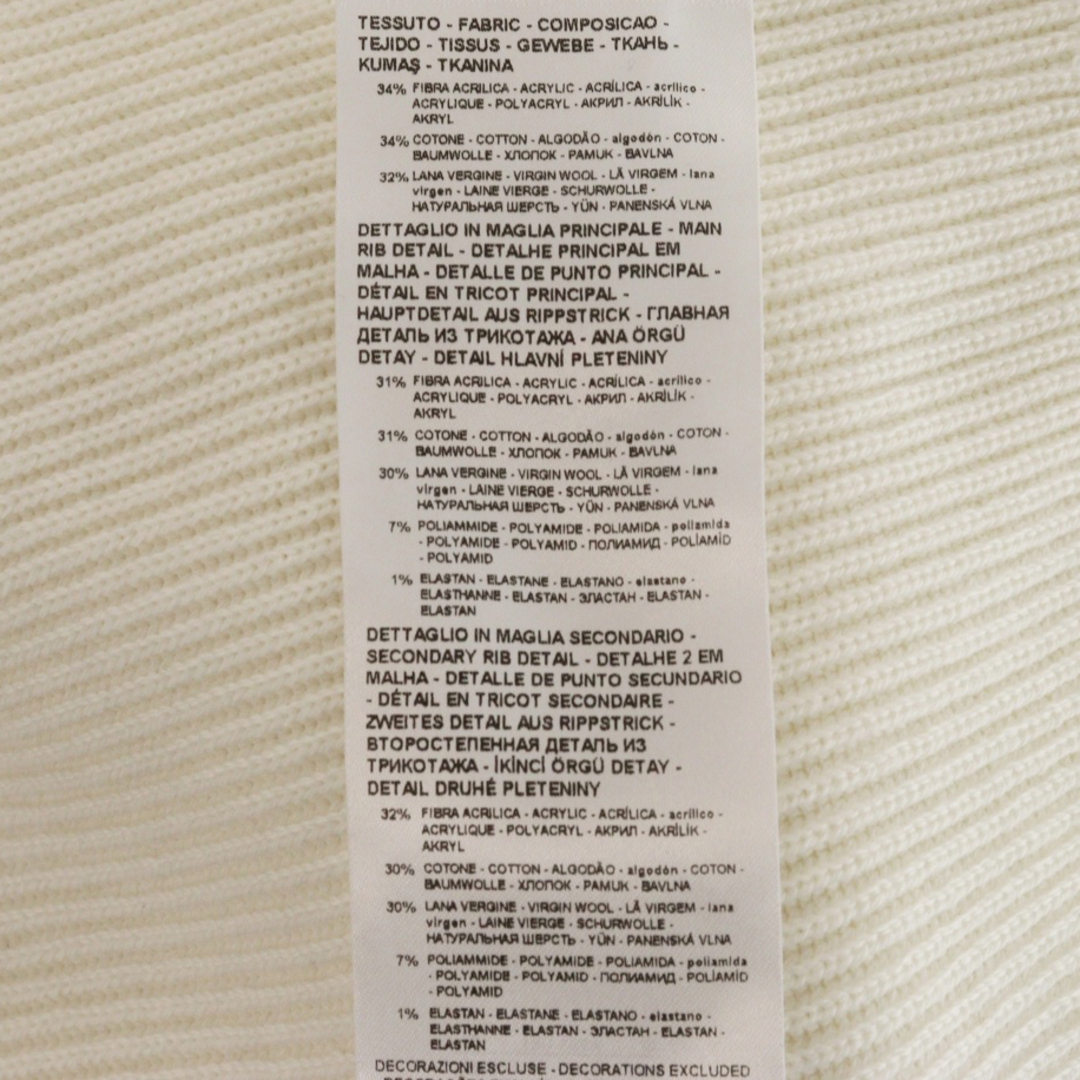 TESSUTO - FABRIC - COMPOSICAO -
TEJIDO - TISSUS - GEWEBE - ТКАНЬ -
KUMAŞ - TKANINA
34% FIBRA ACRILICA - ACRYLIC - ACRÍLICA - acrílico -
ACRYLIQUE - POLYACRYL - АКРИЛ - AKRİLİK -
AKRYL
34% COTONE - COTTON - ALGODÃO - algodón - COTON -
BAUMWOLLE - ХЛОПОК - PAMUK - BAVLNA
32% LANA VERGINE - VIRGIN WOOL - LÃ VIRGEM - lana
virgen - LAINE VIERGE - SCHURWOLLE -
НАТУРАЛЬНАЯ ШЕРСТЬ - YÜN - PANENSKÁ VLNA
DETTAGLIO IN MAGLIA PRINCIPALE - MAIN
RIB DETAIL - DETALHE PRINCIPAL EM
MALHA - DETALLE DE PUNTO PRINCIPAL -
DÉTAIL EN TRICOT PRINCIPAL -
HAUPTDETAIL AUS RIPPSTRICK - ГЛАВНАЯ
ДЕТАЛЬ ИЗ ТРИКОТАЖА - ANA ÖRGÜ
DETAY - DETAIL HLAVNÍ PLETENINY
31% FIBRA ACRILICA - ACRYLIC - ACRÍLICA - acrílico -
ACRYLIQUE - POLYACRYL - АКРИЛ - AKRİLİK -
AKRYL
31% COTONE - COTTON - ALGODÃO - algodón - COTON -
BAUMWOLLE - ХЛОПОК - PAMUK - BAVLNA
30% LANA VERGINE - VIRGIN WOOL - LÃ VIRGEM - lana
virgen - LAINE VIERGE - SCHURWOLLE -
НАТУРАЛЬНАЯ ШЕРСТЬ - YÜN - PANENSKÁ VLNA
7% POLIAMMIDE - POLYAMIDE - POLIAMIDA - poliamida
- POLYAMIDE - POLYAMID - ПОЛИАМИД - POLİAMİD
- POLYAMID
1% ELASTAN - ELASTANE - ELASTANO - elastano -
ELASTHANNE - ELASTAN - ЭЛАСТАН - ELASTAN -
ELASTAN
DETTAGLIO IN MAGLIA SECONDARIO -
SECONDARY RIB DETAIL - DETALHE 2 EM
MALHA - DETALLE DE PUNTO SECUNDARIO
- DÉTAIL EN TRICOT SECONDAIRE -
ZWEITES DETAIL AUS RIPPSTRICK -
ВТОРОСТЕПЕННАЯ ДЕТАЛЬ ИЗ
ТРИКОТАЖА - İKİNCİ ÖRGÜ DETAY -
DETAIL DRUHÉ PLETENINY
32% FIBRA ACRILICA - ACRYLIC - ACRÍLICA - acrílico -
ACRYLIQUE - POLYACRYL - АКРИЛ - AKRİLİK -
AKRYL
30% COTONE - COTTON - ALGODÃO - algodón - COTON -
BAUMWOLLE - ХЛОПОК - PAMUK - BAVLNA
30% LANA VERGINE - VIRGIN WOOL - LÃ VIRGEM - lana
virgen - LAINE VIERGE - SCHURWOLLE -
НАТУРАЛЬНАЯ ШЕРСТЬ - YÜN - PANENSKÁ VLNA
7% POLIAMMIDE - POLYAMIDE - POLIAMIDA - poliamida
- POLYAMIDE - POLYAMID - ПОЛИАМИД - POLİAMİD
- POLYAMID
1% ELASTAN - ELASTANE - ELASTANO - elastano -
ELASTHANNE - ELASTAN - ЭЛАСТАН - ELASTAN -
ELASTAN
DECORAZIONI ESCLUSE - DECORATIONS EXCLUDED